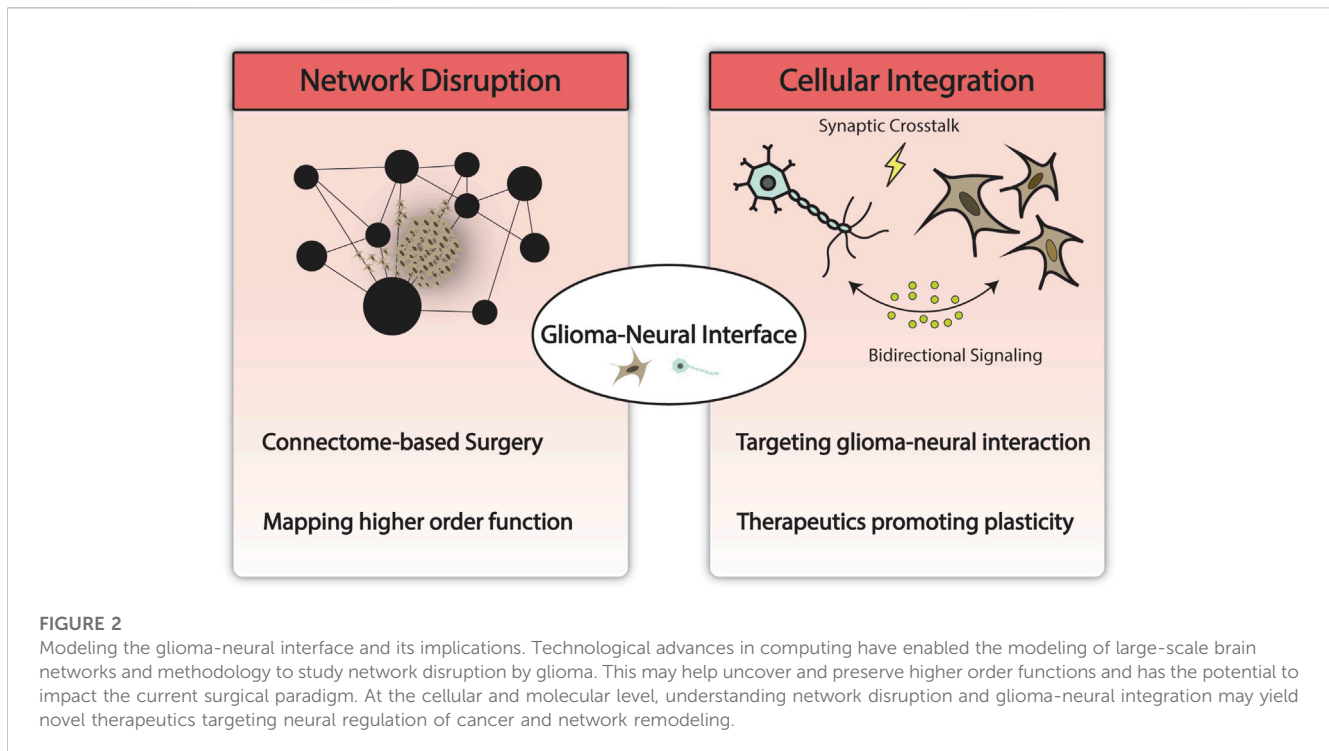 Network Disruption
Cellular Integration
Synaptic Crosstalk
Glioma-Neural Interface
Bidirectional Signaling
Connectome-based Surgery
Mapping higher order function
Targeting glioma-neural interaction
Therapeutics promoting plasticity
FIGURE 2
Modeling the glioma-neural interface and its implications. Technological advances in computing have enabled the modeling of large-scale brain
networks and methodology to study network disruption by glioma. This may help uncover and preserve higher order functions and has the potential to
impact the current surgical paradigm. At the cellular and molecular level, understanding network disruption and glioma-neural integration may yield
novel therapeutics targeting neural regulation of cancer and network remodeling.